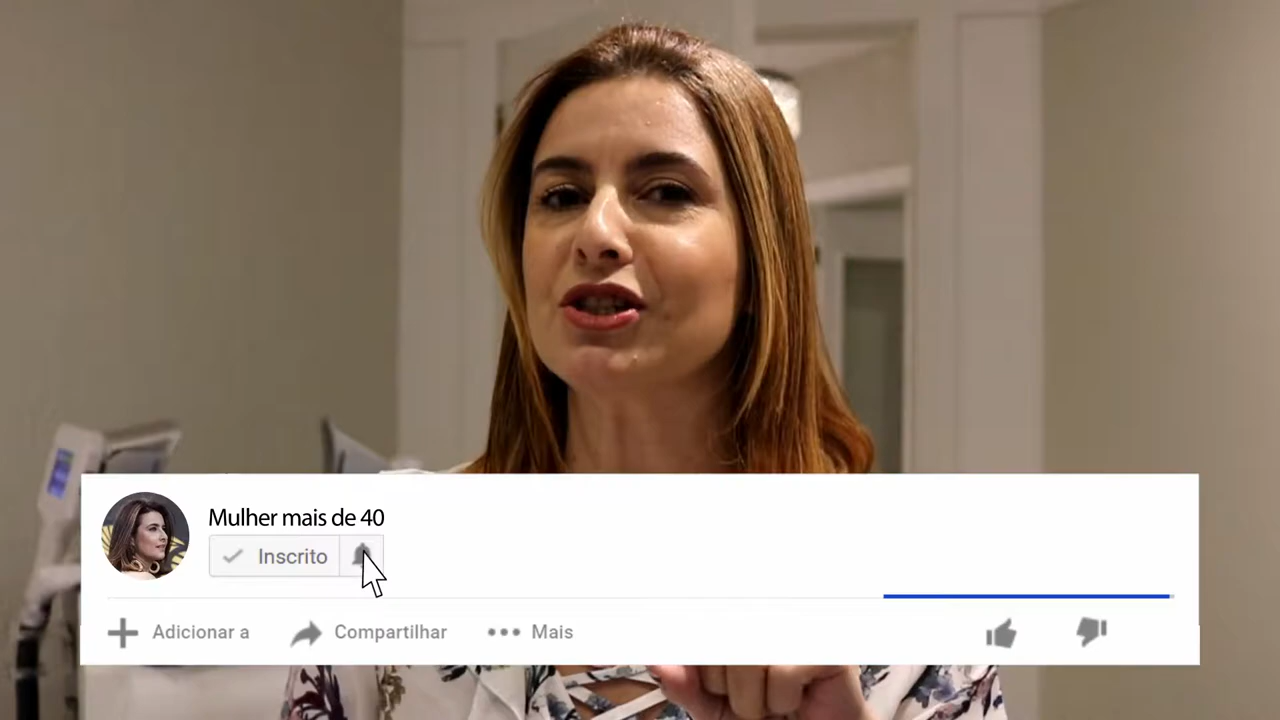 Mulher mais de 40
Inscrito
Adicionar a
Compartilhar
Mais